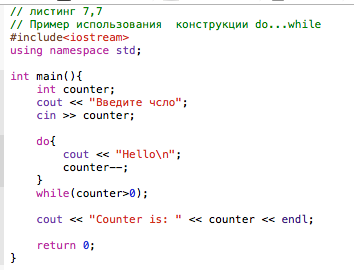 // листинг 7,7
// Пример использования  конструкции do...while
#include<iostream>
using namespace std;
int main(){
    int counter;
    cout << "Введите чсло";
    cin >> counter;
    do{
        cout << "Hello\n";
        counter--;
    }
    while(counter>0);
    cout << "Counter is: " << counter << endl;
    return 0;
}